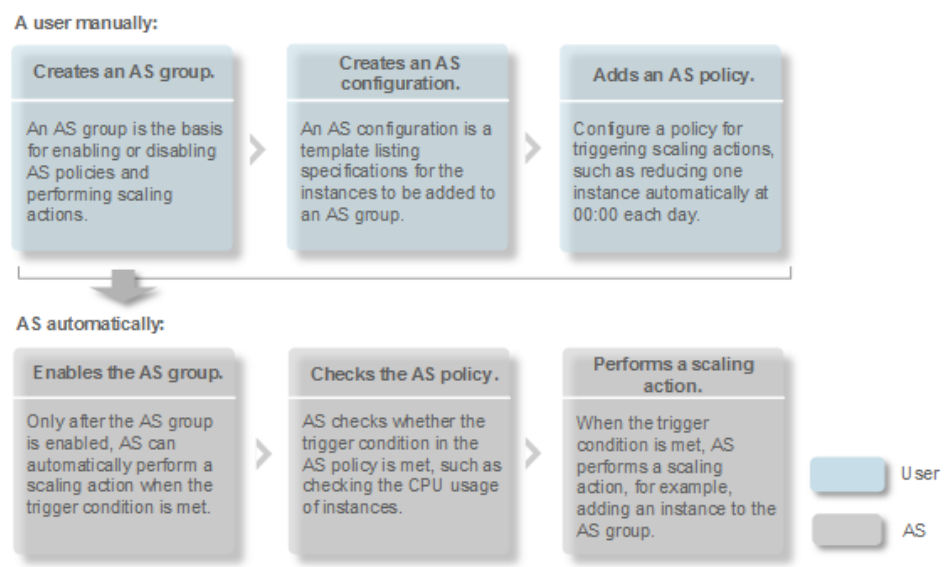 A user manually:
Creates an AS group.
An AS group is the basis
for enabling or disabling
AS policies and
performing scaling
actions.
Creates an AS
configuration.
An AS configuration is a
template listing
specifications for the
instances to be added to
an AS group.
Adds an AS policy.
Configure a policy for
triggering scaling actions,
such as reducing one
instance automatically at
00:00 each day.
AS automatically:
Enables the AS group.
Only after the AS group
is enabled, AS can
automatically perform a
scaling action when the
trigger condition is met.
Checks the AS policy.
AS checks whether the
trigger condition in the
AS policy is met, such as
checking the CPU usage
of instances.
Performs a scaling
action.
When the trigger
condition is met, AS
performs a scaling
action, for example,
adding an instance to the
AS group.
User
AS